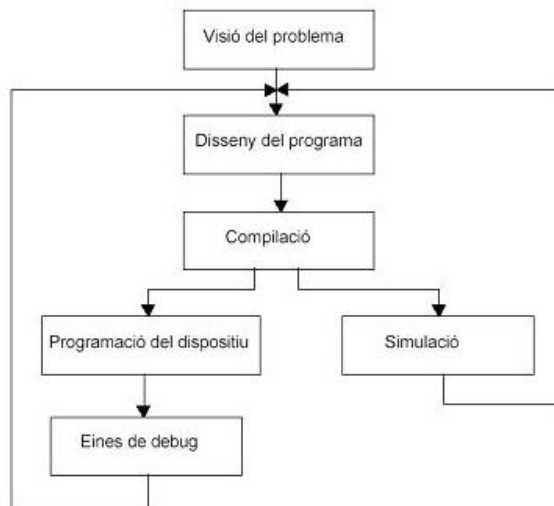 Visió del problema
Disseny del programa
Compilació
Programació del dispositiu
Simulació
Eines de debug